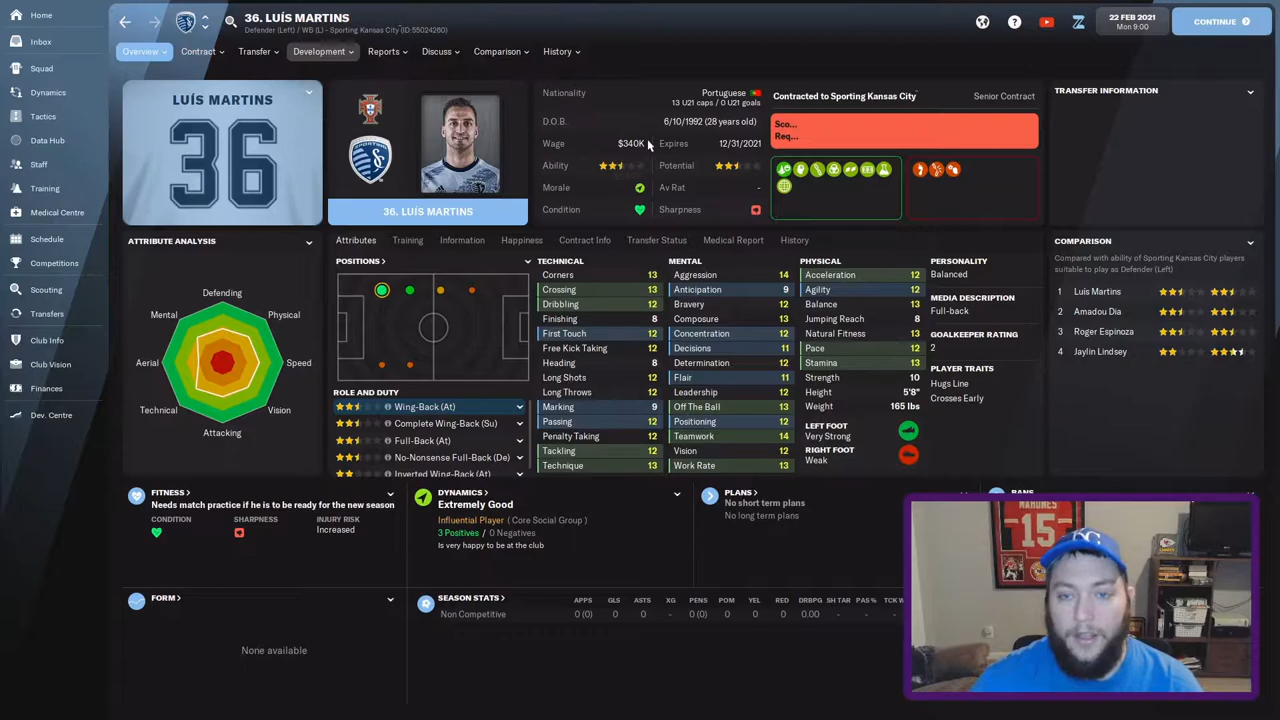 Home
Inbox
Squad
Dynamics
Tactics
Data Hub
Staff
Training
Medical Centre
Schedule
Competitions
Scouting
Transfers
Club Info
Club Vision
Finances
Dev. Centre
36. LUÍS MARTINS
Defender (Left) / WB (L) - Sporting Kansas City (ID:55024260)
22 FEB 2021
Mon 9:00
CONTINUE
Overview
Contract
Transfer
Development
Reports
Discuss
Comparison
History
LUÍS MARTINS
36
36. LUÍS MARTINS
Nationality Portuguese
13 U21 caps / 0 U21 goals
D.O.B. 6/10/1992 (28 years old)
Wage $340K Expires 12/31/2021
Ability Potential
Morale Av Rat -
Condition Sharpness
Contracted to Sporting Kansas City Senior Contract
Sco...
Req...
TRANSFER INFORMATION
ATTRIBUTE ANALYSIS
Defending
Mental Physical
Aerial Speed
Technical Vision
Attacking
Attributes Training Information Happiness Contract Info Transfer Status Medical Report History
POSITIONS
ROLE AND DUTY
Wing-Back (At)
Complete Wing-Back (Su)
Full-Back (At)
No-Nonsense Full-Back (De)
Inverted Wing-Back (At)
TECHNICAL
Corners 13
Crossing 13
Dribbling 12
Finishing 8
First Touch 12
Free Kick Taking 12
Heading 8
Long Shots 12
Long Throws 12
Marking 9
Passing 12
Penalty Taking 12
Tackling 12
Technique 13
MENTAL
Aggression 14
Anticipation 9
Bravery 12
Composure 13
Concentration 12
Decisions 11
Determination 12
Flair 11
Leadership 12
Off The Ball 13
Positioning 12
Teamwork 14
Vision 12
Work Rate 13
PHYSICAL
Acceleration 12
Agility 12
Balance 13
Jumping Reach 8
Natural Fitness 13
Pace 12
Stamina 13
Strength 10
Height 5'8"
Weight 165 lbs
LEFT FOOT
Very Strong
RIGHT FOOT
Weak
PERSONALITY
Balanced
MEDIA DESCRIPTION
Full-back
GOALKEEPER RATING
2
PLAYER TRAITS
Hugs Line
Crosses Early
COMPARISON
Compared with ability of Sporting Kansas City players
suitable to play as Defender (Left)
1 Luís Martins
2 Amadou Dia
3 Roger Espinoza
4 Jaylin Lindsey
FITNESS
Needs match practice if he is to be ready for the new season
CONDITION SHARPNESS INJURY RISK
Increased
DYNAMICS
Extremely Good
Influential Player ( Core Social Group )
3 Positives / 0 Negatives
Is very happy to be at the club
PLANS
No short term plans
No long term plans
BANS
FORM
None available
SEASON STATS APPS GLS ASTS XG PENS POM YEL RED DRBPG SH TAR PAS % TCK W
Non Competitive 0 (0) 0 0 - 0 (0) 0 0 0 0.00 - - -
MAHOMES
15